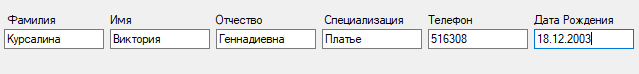 Фамилия Имя Отчество Специализация Телефон Дата Рождения
Курсалина Виктория Геннадиевна Платье 516308 18.12.2003